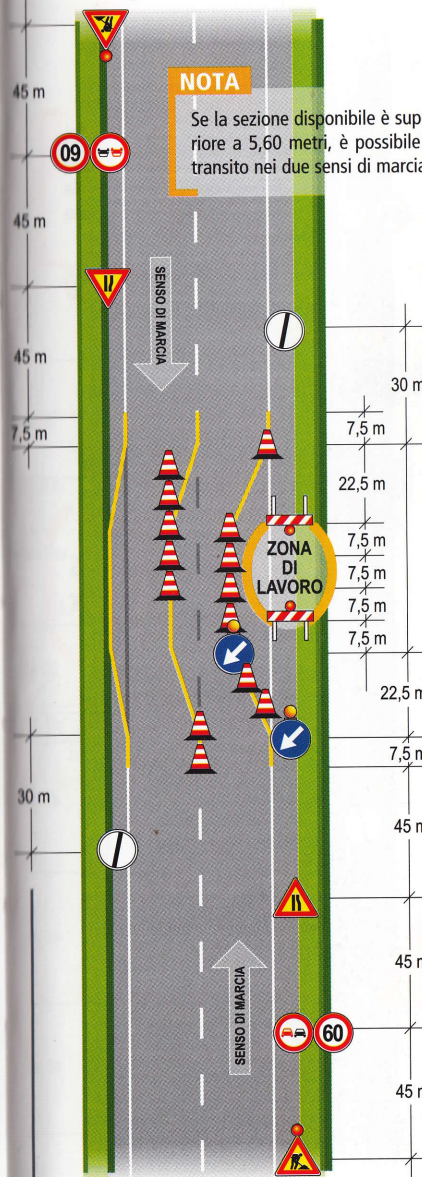 45 m
NOTA
Se la sezione disponibile è sup
riore a 5,60 metri, è possibile
transito nei due sensi di marcia
60
45 m
45 m
7,5 m
SENSO DI MARCIA
30 m
7,5 m
22,5 m
7,5 m
7,5 m
7,5 m
7,5 m
ZONA
DI
LAVORO
22,5 m
7,5 m
30 m
45 m
45 m
SENSO DI MARCIA
60
45 m